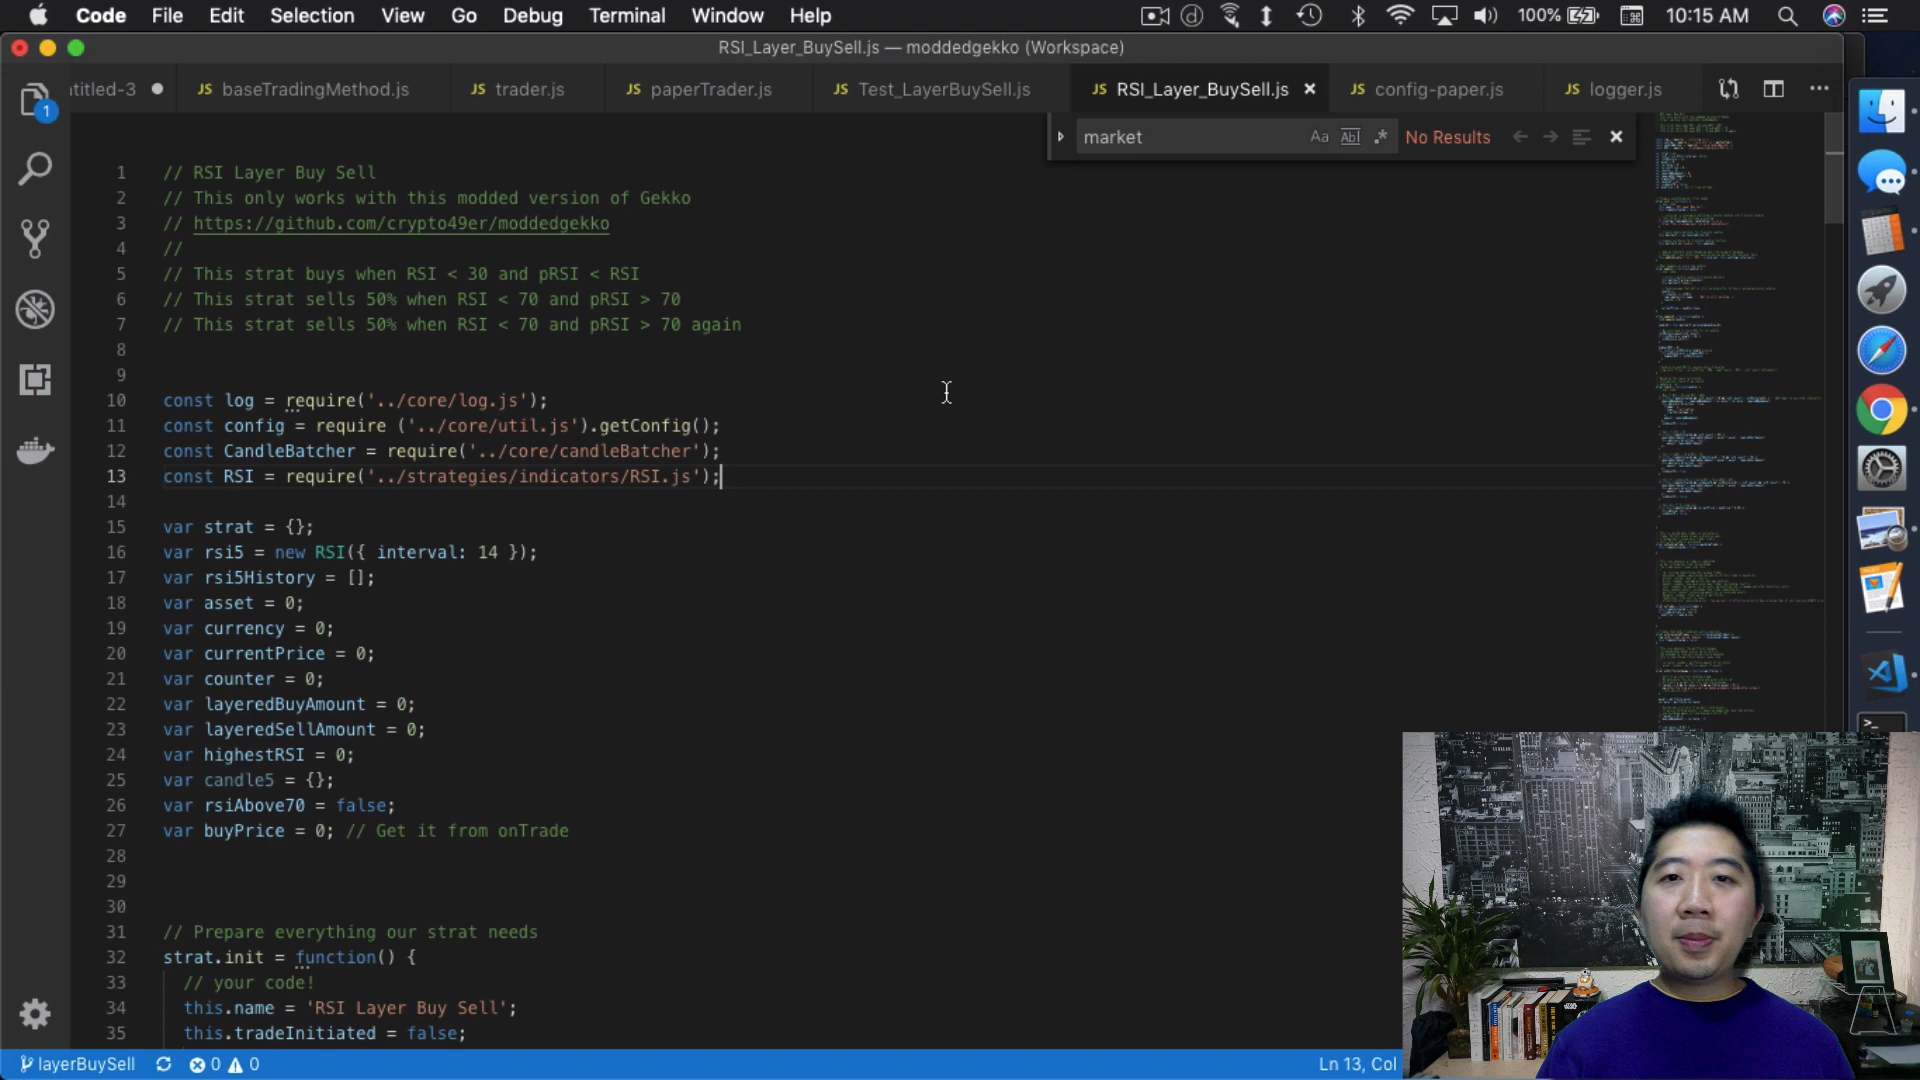 Code File Edit Selection View Go Debug Terminal Window Help 100% 10:15 AM
RSI_Layer_BuySell.js — moddedgekko (Workspace)
ntitled-3 JS baseTradingMethod.js JS trader.js JS paperTrader.js JS Test_LayerBuySell.js JS RSI_Layer_BuySell.js JS config-paper.js JS logger.js
1
market Aa Abl No Results
1 // RSI Layer Buy Sell
2 // This only works with this modded version of Gekko
3 // https://github.com/crypto49er/moddedgekko
4 //
5 // This strat buys when RSI < 30 and pRSI < RSI
6 // This strat sells 50% when RSI < 70 and pRSI > 70
7 // This strat sells 50% when RSI < 70 and pRSI > 70 again
8
9
10 const log = require('../core/log.js');
11 const config = require ('../core/util.js').getConfig();
12 const CandleBatcher = require('../core/candleBatcher');
13 const RSI = require('../strategies/indicators/RSI.js');
14
15 var strat = {};
16 var rsi5 = new RSI({ interval: 14 });
17 var rsi5History = [];
18 var asset = 0;
19 var currency = 0;
20 var currentPrice = 0;
21 var counter = 0;
22 var layeredBuyAmount = 0;
23 var layeredSellAmount = 0;
24 var highestRSI = 0;
25 var candle5 = {};
26 var rsiAbove70 = false;
27 var buyPrice = 0; // Get it from onTrade
28
29
30
31 // Prepare everything our strat needs
32 strat.init = function() {
33 // your code!
34 this.name = 'RSI Layer Buy Sell';
35 this.tradeInitiated = false;
layerBuySell 0 0 Ln 13, Col